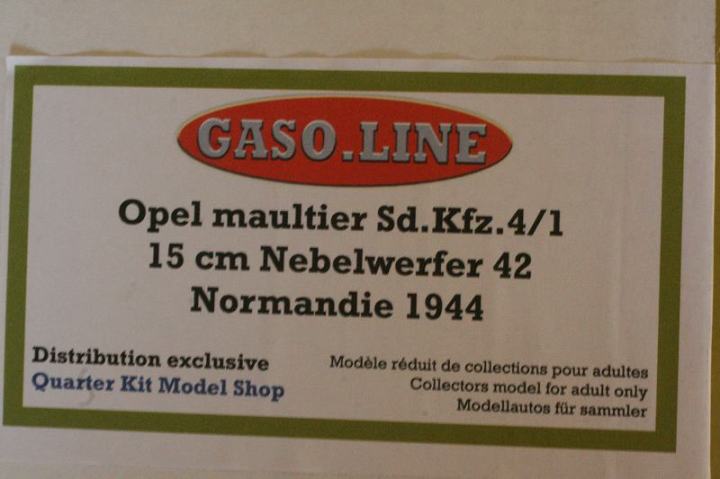 GASO.LINE
Opel maultier Sd.Kfz.4/1
15 cm Nebelwerfer 42
Normandie 1944
Distribution exclusive
Quarter Kit Model Shop
Modèle réduit de collections pour adultes
Collectors model for adult only
Modellautos für sammler